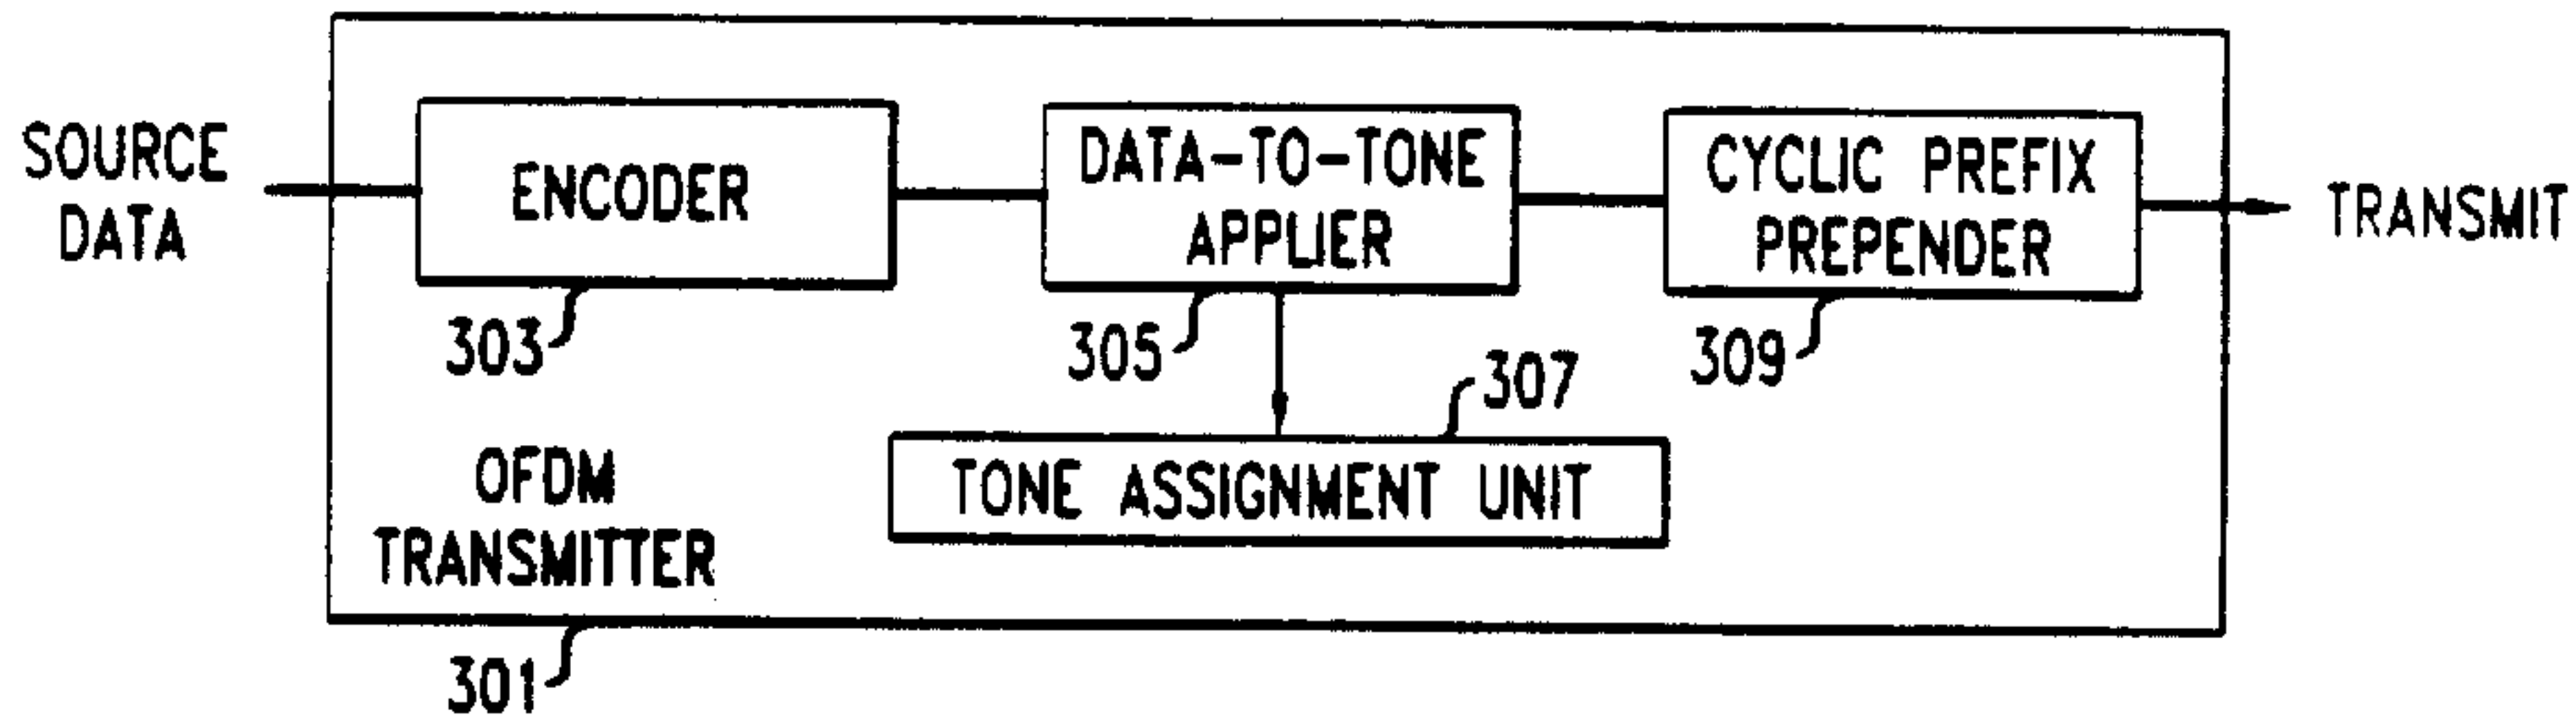 SOURCE
DATA
ENCODER
303
DATA-TO-TONE
APPLIER
305
CYCLIC PREFIX
PREPENDER
309
TRANSMIT
307
TONE ASSIGNMENT UNIT
OFDM
TRANSMITTER
301